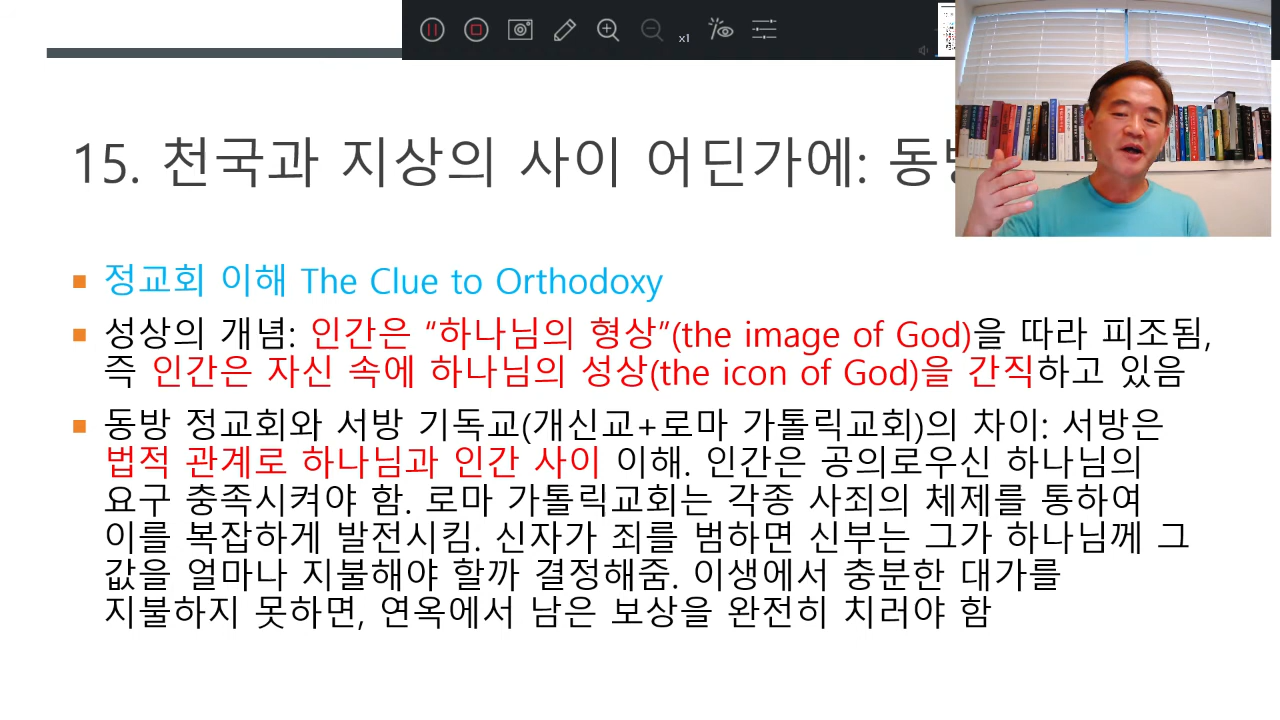 x1
15. 천국과 지상의 사이 어딘가에:
정교회 이해 The Clue to Orthodoxy
성상의 개념: 인간은 “하나님의 형상”(the image of God)을 따라 피조됨,
즉 인간은 자신 속에 하나님의 성상(the icon of God)을 간직하고 있음
동방 정교회와 서방 기독교(개신교+로마 가톨릭교회)의 차이: 서방은
법적 관계로 하나님과 인간 사이 이해. 인간은 공의로우신 하나님의
요구 충족시켜야 함. 로마 가톨릭교회는 각종 사죄의 체제를 통하여
이를 복잡하게 발전시킴. 신자가 죄를 범하면 신부는 그가 하나님께 그
값을 얼마나 지불해야 할까 결정해줌. 이생에서 충분한 대가를
지불하지 못하면, 연옥에서 남은 보상을 완전히 치러야 함